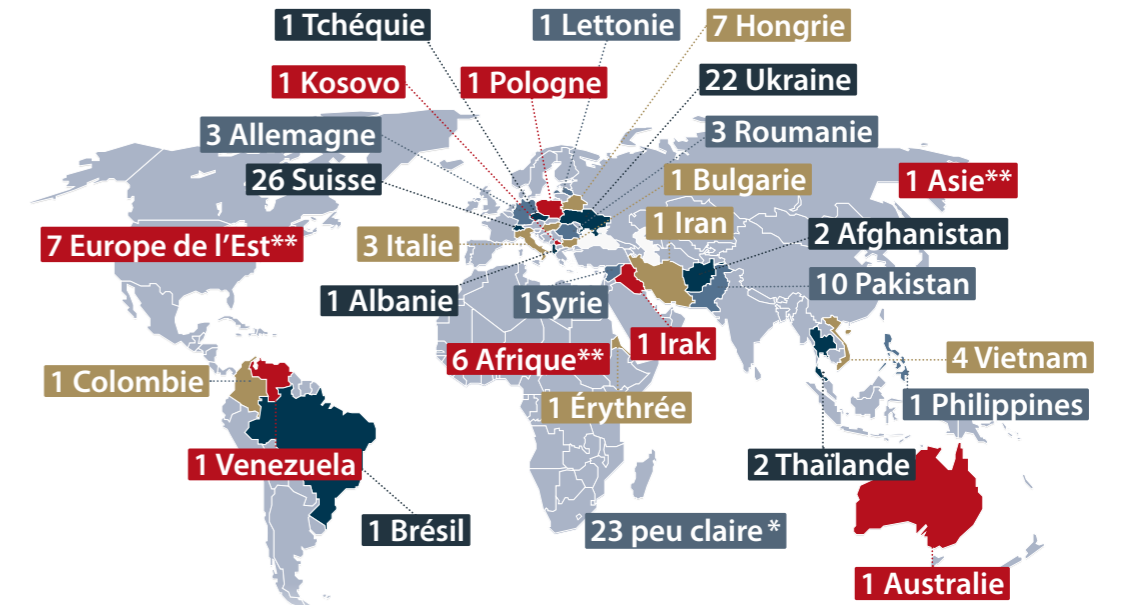 1 Tchéquie
1 Lettonie
7 Hongrie
1 Kosovo
1 Pologne
22 Ukraine
3 Allemagne
3 Roumanie
26 Suisse
1 Bulgarie
1 Asie**
7 Europe de l’Est**
3 Italie
1 Iran
2 Afghanistan
1 Albanie
1Syrie
10 Pakistan
6 Afrique**
1 Irak
4 Vietnam
1 Colombie
1 Érythrée
1 Philippines
1 Venezuela
2 Thaïlande
1 Brésil
23 peu claire *
1 Australie